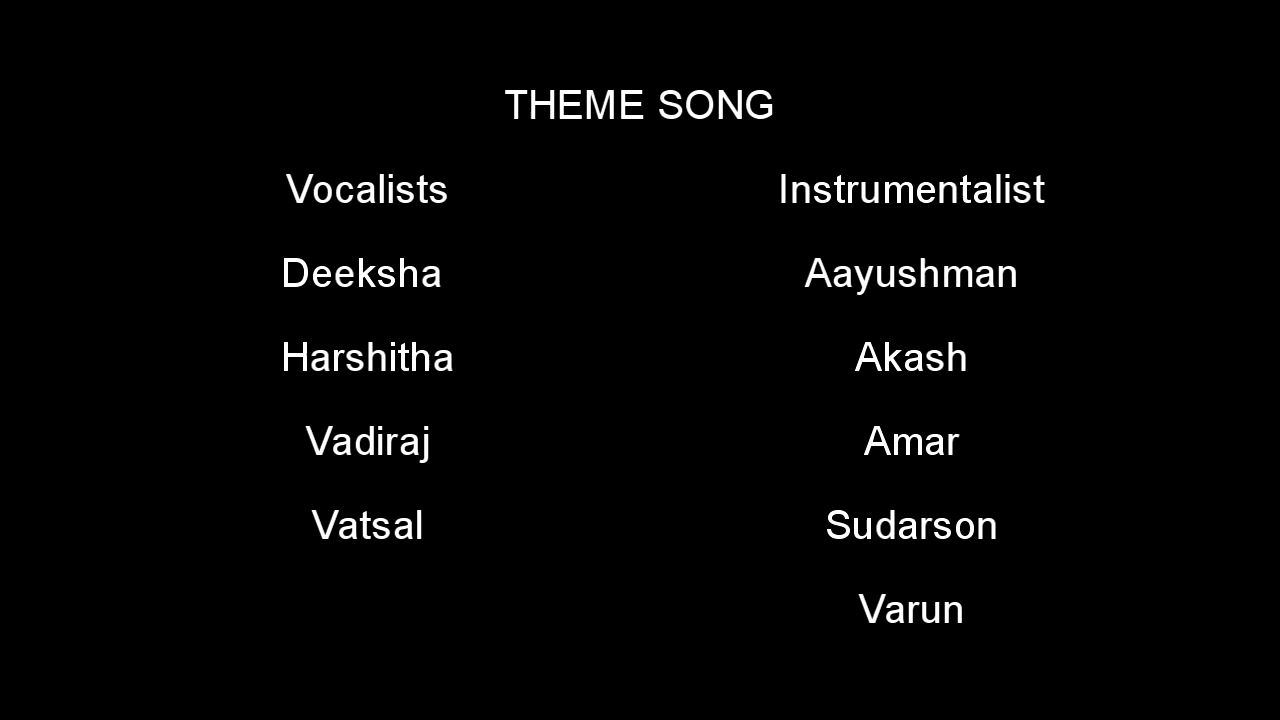 THEME SONG
Vocalists
Deeksha
Harshitha
Vadiraj
Vatsal
Instrumentalist
Aayushman
Akash
Amar
Sudarson
Varun